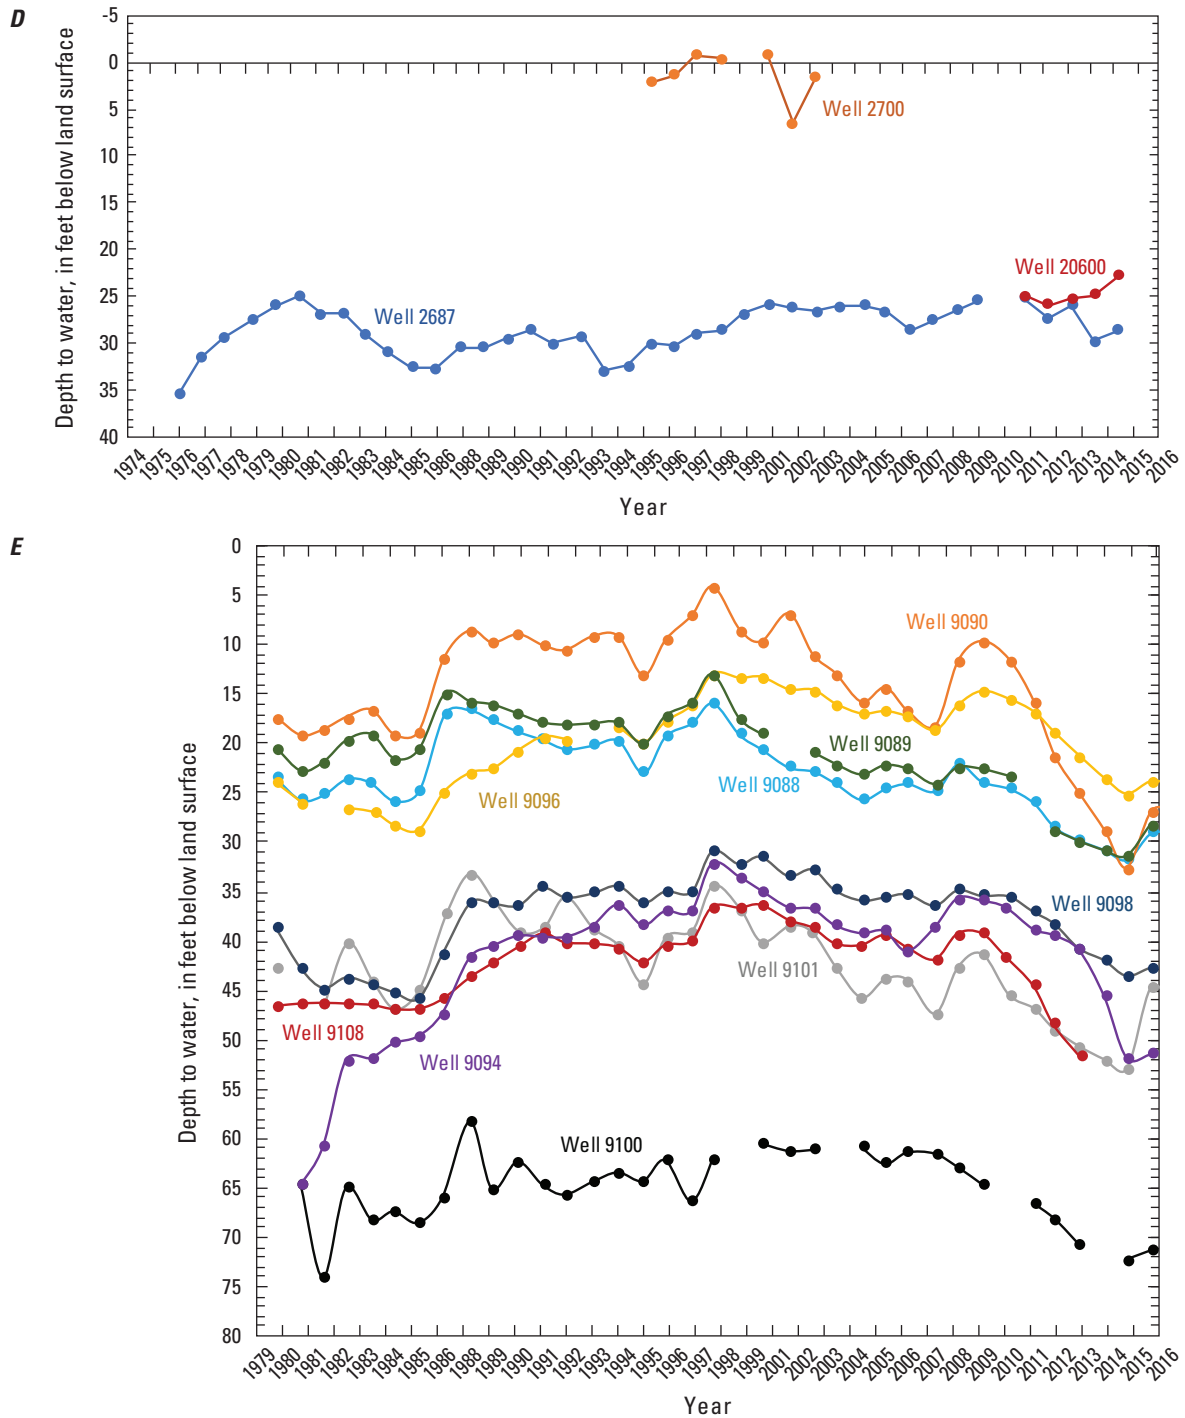 D
Depth to water, in feet below land surface
-5
0
5
10
15
20
25
30
35
40
Well 2700
Well 20600
Well 2687
1974 1975 1976 1977 1978 1979 1980 1981 1982 1983 1984 1985 1986 1988 1989 1990 1991 1992 1993 1994 1995 1996 1997 1998 1999 2001 2002 2003 2004 2005 2006 2007 2008 2009 2010 2011 2012 2013 2014 2015 2016
Year
E
Depth to water, in feet below land surface
0
5
10
15
20
25
30
35
40
45
50
55
60
65
70
75
80
Well 9090
Well 9089
Well 9088
Well 9096
Well 9098
Well 9101
Well 9108
Well 9094
Well 9100
1979 1980 1981 1982 1983 1984 1985 1986 1988 1989 1990 1991 1992 1993 1994 1995 1996 1997 1998 1999 2001 2002 2003 2004 2005 2006 2007 2008 2009 2010 2011 2012 2013 2014 2015 2016
Year